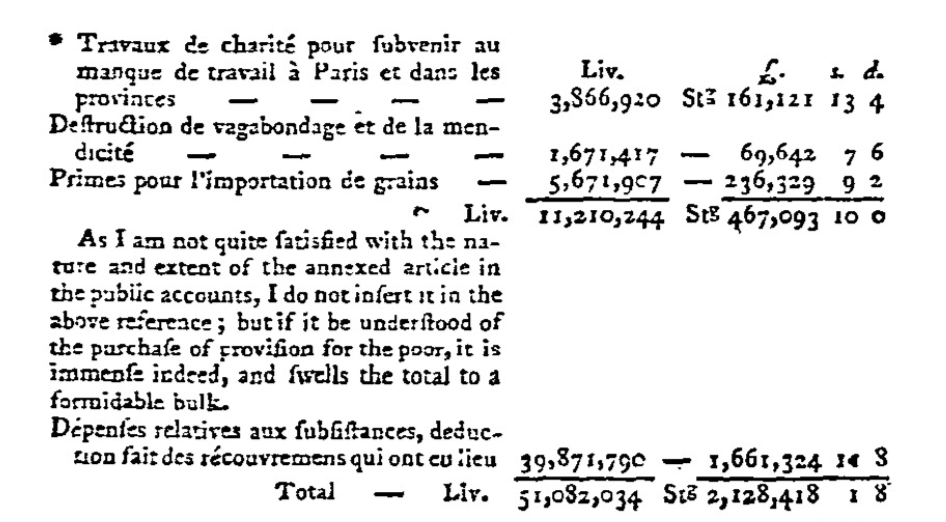 * Travaux de charité pour ſubvenir au
manque de travail à Paris et dans les Liv. £. s. d.
provinces — — — — 3,866,920 Stg 161,121 13 4
Deſtruction de vagabondage et de la men-
dicité — — — — 1,671,417 — 69,642 7 6
Primes pour l'importation de grains — 5,671,907 — 236,329 9 2
Liv. 11,210,244 Stg 467,093 10 0
As I am not quite ſatisfied with the na-
ture and extent of the annexed article in
the public accounts, I do not inſert it in the
above reference; but if it be underſtood of
the purchaſe of proviſion for the poor, it is
immenſe indeed, and ſwells the total to a
formidable bulk.
Dépenſes relatives aux ſubſiſtances, deduc-
tion fait des récouvremens qui ont eu lieu 39,871,790 — 1,661,324 11 8
Total — Liv. 51,082,034 Stg 2,128,418 1 8